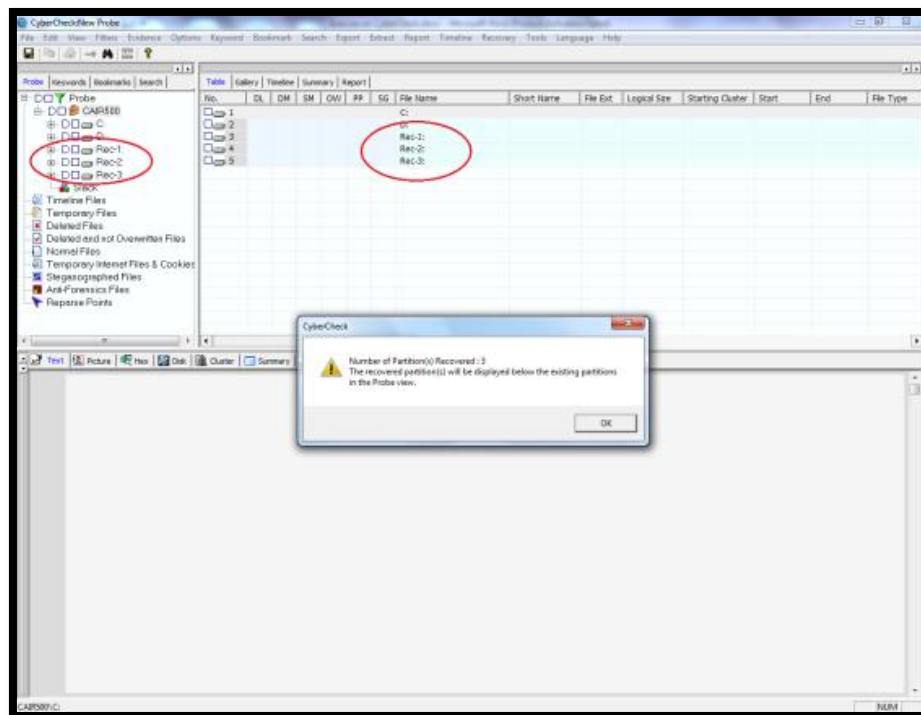 CyberCheckNew Probe
File Edit View Filters Evidence Options Keyword Bookmark Search Export Extract Report Timeline Recovery Tools Language Help
Probe Keywords Bookmarks Search
Table Gallery Timeline Summary Report
No. DL DM SM OW PP SG File Name Short Name File Ext Logical Size Starting Cluster Start End File Type
Probe
CAIR500
C:
D:
Rec-1
Rec-2
Rec-3
Slack
Timeline Files
Temporary Files
Deleted Files
Deleted and not Overwritten Files
Normal Files
Temporary Internet Files & Cookies
Steganographed Files
Anti-Forensics Files
Reparse Points
1 C:
2 D:
3 Rec-1:
4 Rec-2:
5 Rec-3:
Text Picture Hex Disk Cluster Summary
CyberCheck
Number of Partition(s) Recovered : 3
The recovered partition(s) will be displayed below the existing partitions
in the Probe view.
OK
CAIR500\C:
NUM